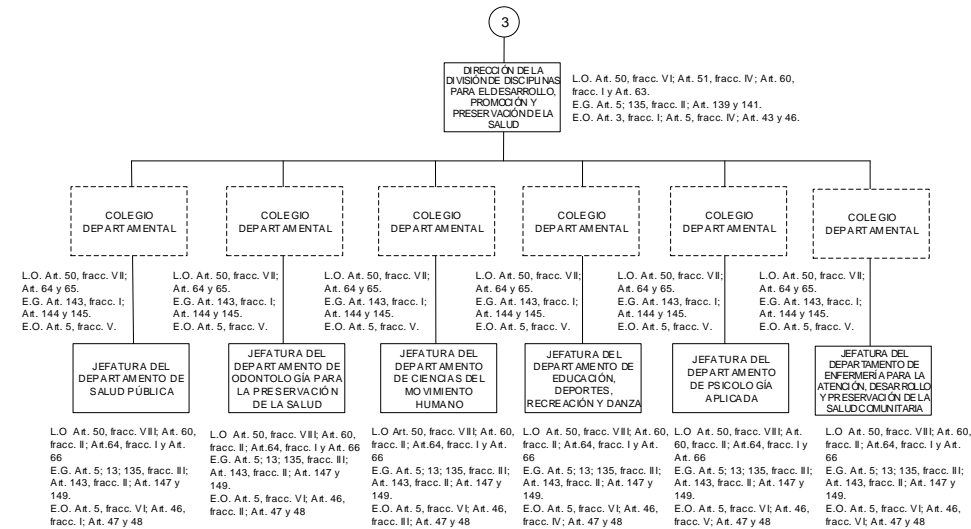 3
DIRECCIÓN DE LA
DIVISIÓN DE DISCIPLINAS
PARA EL DESARROLLO,
PROMOCIÓN Y
PRESERVACIÓN DE LA
SALUD
L.O. Art. 50, fracc. VI; Art. 51, fracc. IV; Art. 60,
fracc. I y Art. 63.
E.G. Art. 5; 135, fracc. II; Art. 139 y 141.
E.O. Art. 3, fracc. I; Art. 5, fracc. IV; Art. 43 y 46.
COLEGIO
DEPARTAMENTAL
COLEGIO
DEPARTAMENTAL
COLEGIO
DEPARTAMENTAL
COLEGIO
DEPARTAMENTAL
COLEGIO
DEPARTAMENTAL
COLEGIO
DEPARTAMENTAL
L.O. Art. 50, fracc. VII;
Art. 64 y 65.
E.G. Art. 143, fracc. I;
Art. 144 y 145.
E.O. Art. 5, fracc. V.
L.O. Art. 50, fracc. VII;
Art. 64 y 65.
E.G. Art. 143, fracc. I;
Art. 144 y 145.
E.O. Art. 5, fracc. V.
L.O. Art. 50, fracc. VII;
Art. 64 y 65.
E.G. Art. 143, fracc. I;
Art. 144 y 145.
E.O. Art. 5, fracc. V.
L.O. Art. 50, fracc. VII;
Art. 64 y 65.
E.G. Art. 143, fracc. I;
Art. 144 y 145.
E.O. Art. 5, fracc. V.
L.O. Art. 50, fracc. VII;
Art. 64 y 65.
E.G. Art. 143, fracc. I;
Art. 144 y 145.
E.O. Art. 5, fracc. V.
L.O. Art. 50, fracc. VII;
Art. 64 y 65.
E.G. Art. 143, fracc. I;
Art. 144 y 145.
E.O. Art. 5, fracc. V.
JEFATURA DEL
DEPARTAMENTO DE
SALUD PÚBLICA
JEFATURA DEL
DEPARTAMENTO DE
ODONTOLOGÍA PARA
LA PRESERVACIÓN
DE LA SALUD
JEFATURA DEL
DEPARTAMENTO
DE CIENCIAS DEL
MOVIMIENTO
HUMANO
JEFATURA DEL
DEPARTAMENTO DE
EDUCACIÓN,
DEPORTES,
RECREACIÓN Y DANZA
JEFATURA DEL
DEPARTAMENTO
DE PSICOLOGÍA
APLICADA
JEFATURA DEL
DEPARTAMENTO DE
ENFERMERÍA PARA LA
ATENCIÓN, DESARROLLO
Y PRESERVACIÓN DE LA
SALUD COMUNITARIA
L.O Art. 50, fracc. VIII; Art. 60,
fracc. II; Art.64, fracc. I y Art.
66
E.G. Art. 5; 13; 135, fracc. III;
Art. 143, fracc. II; Art. 147 y
149.
E.O. Art. 5, fracc. VI; Art. 46,
fracc. I; Art. 47 y 48
L.O Art. 50, fracc. VIII; Art. 60,
fracc. II; Art.64, fracc. I y Art. 66
E.G. Art. 5; 13; 135, fracc. III;
Art. 143, fracc. II; Art. 147 y
149.
E.O. Art. 5, fracc. VI; Art. 46,
fracc. II; Art. 47 y 48
L.O Art. 50, fracc. VIII; Art. 60,
fracc. II; Art.64, fracc. I y Art.
66
E.G. Art. 5; 13; 135, fracc. III;
Art. 143, fracc. II; Art. 147 y
149.
E.O. Art. 5, fracc. VI; Art. 46,
fracc. III; Art. 47 y 48
L.O Art. 50, fracc. VIII; Art. 60,
fracc. II; Art.64, fracc. I y Art.
66
E.G. Art. 5; 13; 135, fracc. III;
Art. 143, fracc. II; Art. 147 y
149.
E.O. Art. 5, fracc. VI; Art. 46,
fracc. IV; Art. 47 y 48
L.O Art. 50, fracc. VIII; Art.
60, fracc. II; Art.64, fracc. I y
Art. 66
E.G. Art. 5; 13; 135, fracc. III;
Art. 143, fracc. II; Art. 147 y
149.
E.O. Art. 5, fracc. VI; Art. 46,
fracc. V; Art. 47 y 48
L.O Art. 50, fracc. VIII; Art. 60,
fracc. II; Art.64, fracc. I y Art.
66
E.G. Art. 5; 13; 135, fracc. III;
Art. 143, fracc. II; Art. 147 y
149.
E.O. Art. 5, fracc. VI; Art. 46,
fracc. VI; Art. 47 y 48